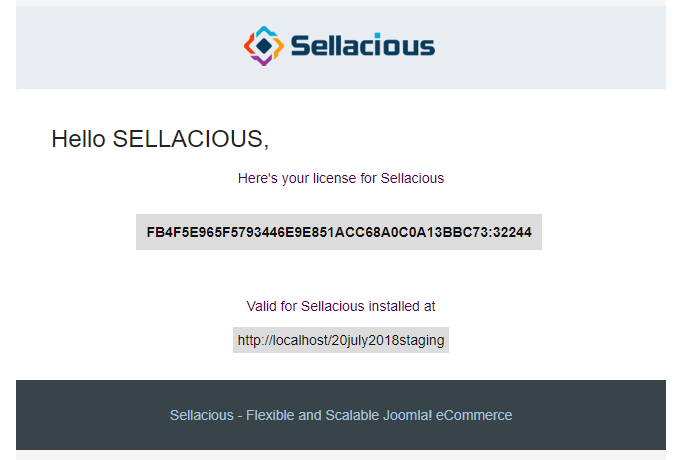 Sellacious
Hello SELLACIOUS,
Here's your license for Sellacious
FB4F5E965F5793446E9E851ACC68A0C0A13BBC73:32244
Valid for Sellacious installed at
http://localhost/20july2018staging
Sellacious - Flexible and Scalable Joomla! eCommerce